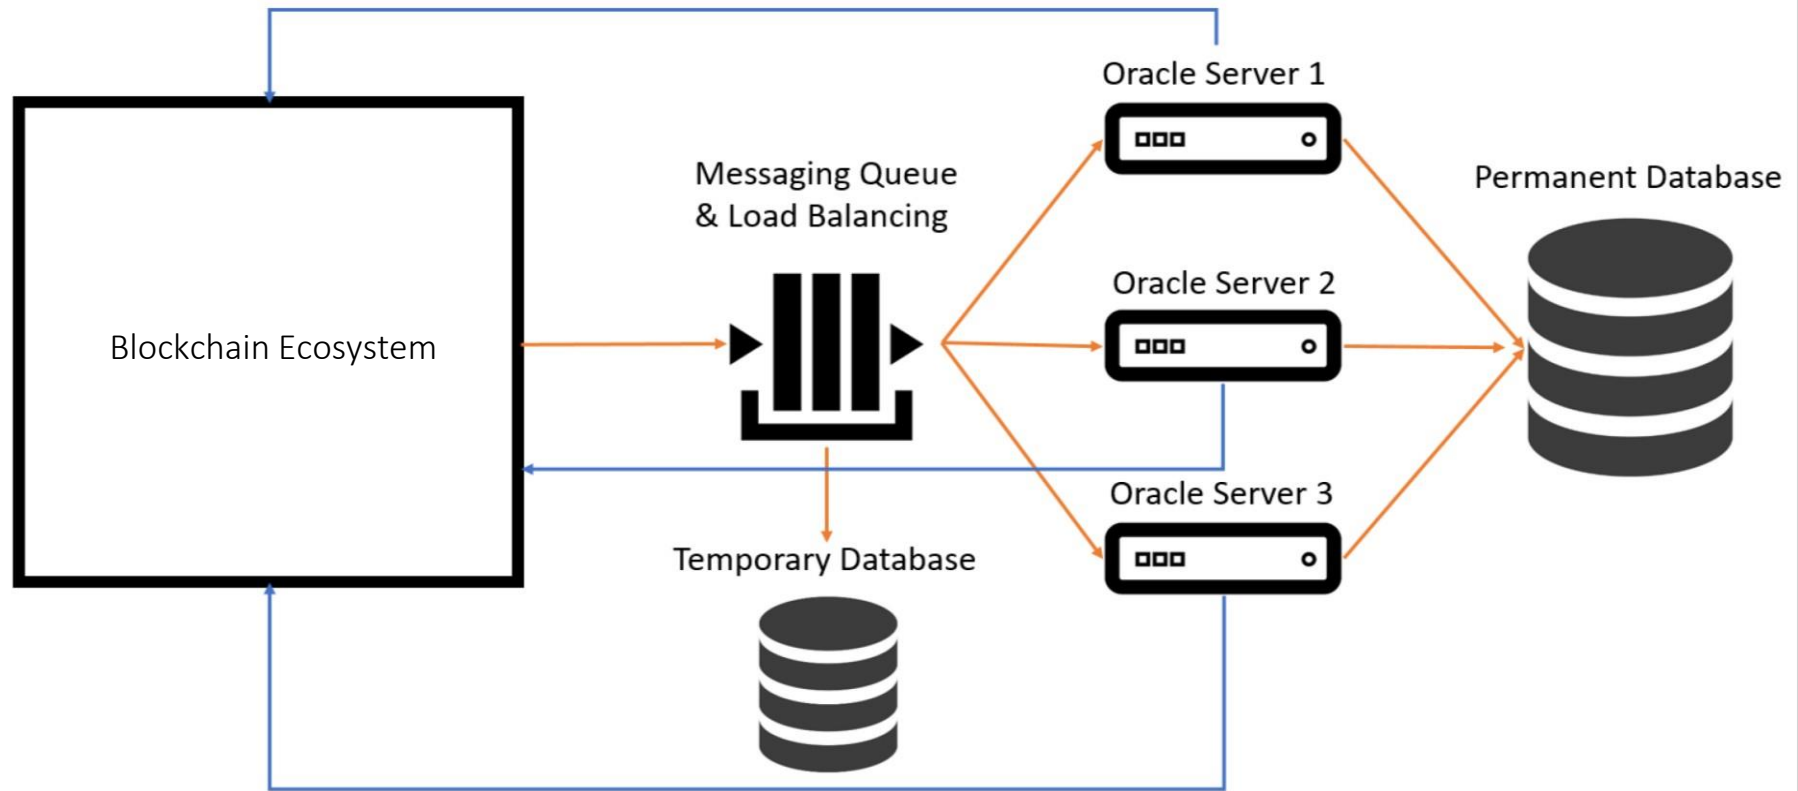 Oracle Server 1
Messaging Queue
& Load Balancing
Permanent Database
Oracle Server 2
Blockchain Ecosystem
Oracle Server 3
Temporary Database